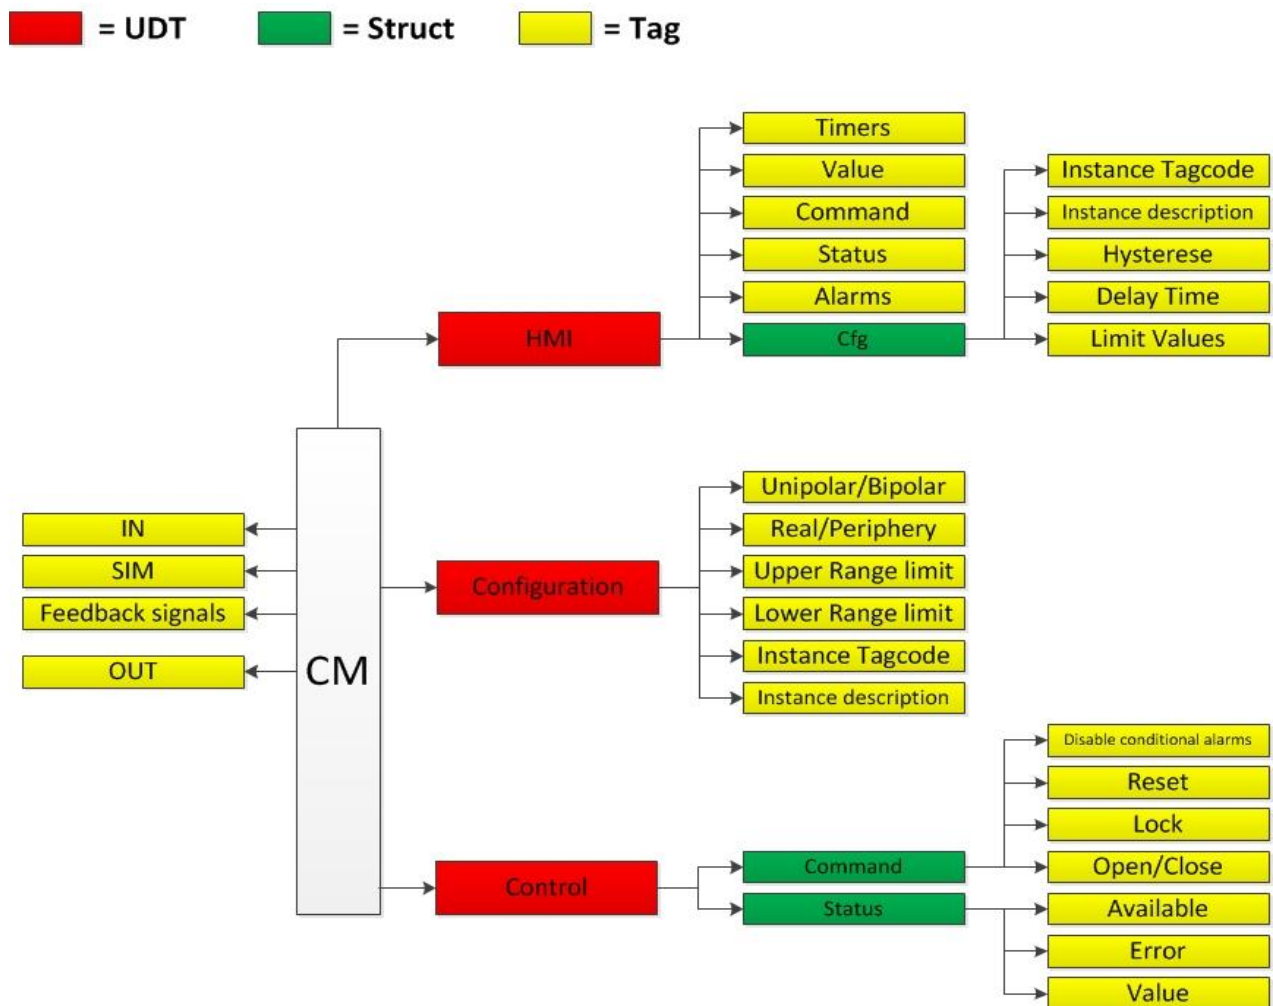 = UDT
= Struct
= Tag
Timers
Value
Command
Status
Alarms
Cfg
Instance Tagcode
Instance description
Hysterese
Delay Time
Limit Values
HMI
IN
SIM
Feedback signals
OUT
CM
Configuration
Unipolar/Bipolar
Real/Periphery
Upper Range limit
Lower Range limit
Instance Tagcode
Instance description
Control
Command
Status
Disable conditional alarms
Reset
Lock
Open/Close
Available
Error
Value